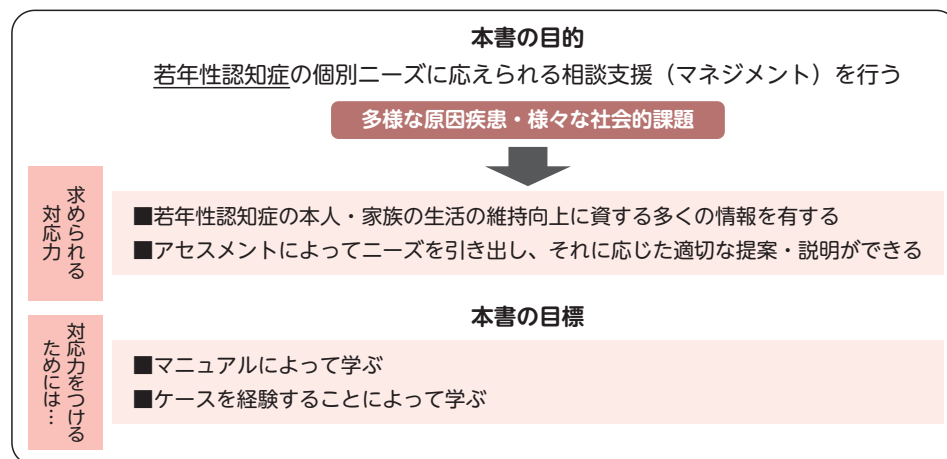 本書の目的
若年性認知症の個別ニーズに応えられる相談支援（マネジメント）を行う
多様な原因疾患・様々な社会的課題
求められる
対応力
■若年性認知症の本人・家族の生活の維持向上に資する多くの情報を有する
■アセスメントによってニーズを引き出し、それに応じた適切な提案・説明ができる
本書の目標
対応力をつける
ためには…
■マニュアルによって学ぶ
■ケースを経験することによって学ぶ